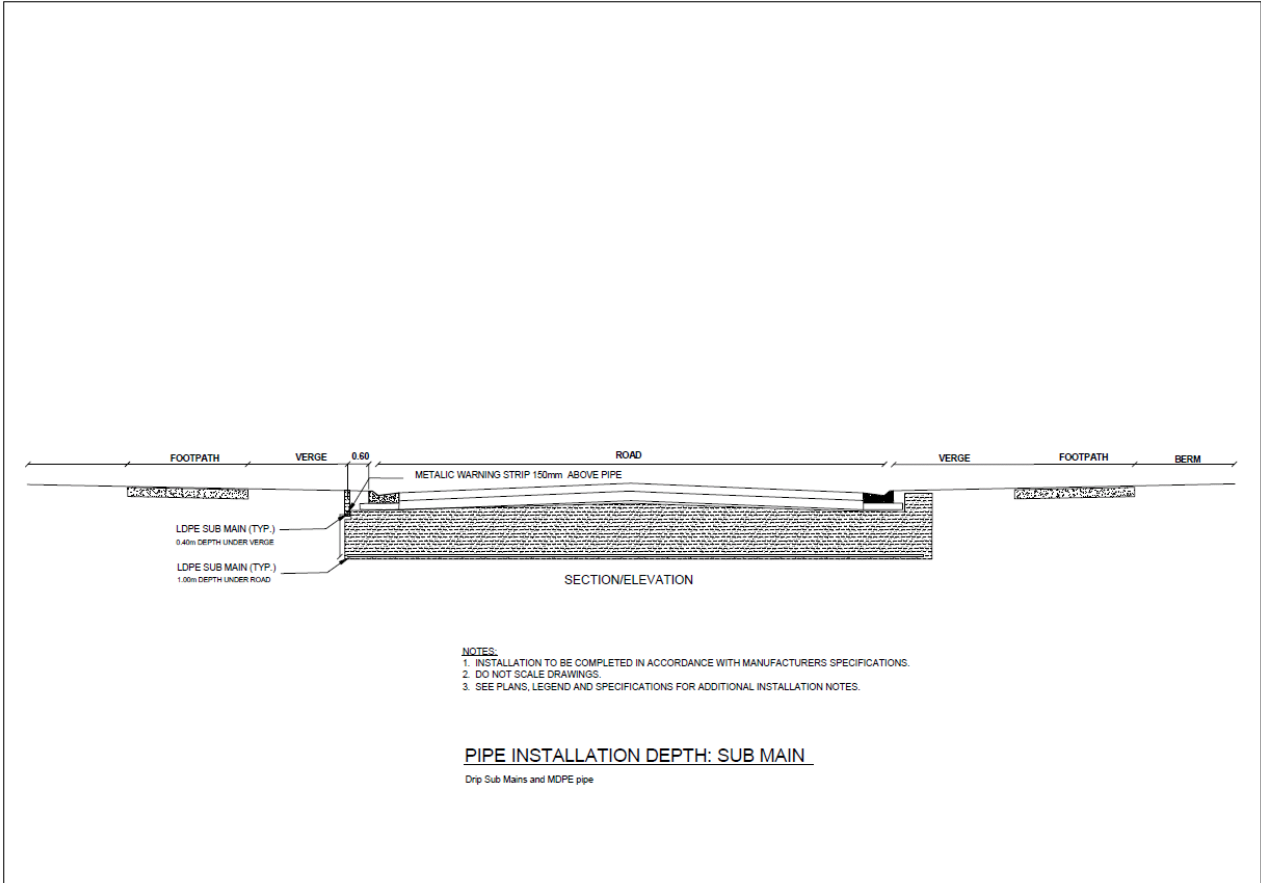 FOOTPATH VERGE 0.60 ROAD VERGE FOOTPATH BERM
METALIC WARNING STRIP 150mm ABOVE PIPE
LDPE SUB MAIN (TYP.)
0.40m DEPTH UNDER VERGE
LDPE SUB MAIN (TYP.)
1.00m DEPTH UNDER ROAD
SECTION/ELEVATION
NOTES:
1. INSTALLATION TO BE COMPLETED IN ACCORDANCE WITH MANUFACTURERS SPECIFICATIONS.
2. DO NOT SCALE DRAWINGS.
3. SEE PLANS, LEGEND AND SPECIFICATIONS FOR ADDITIONAL INSTALLATION NOTES.
PIPE INSTALLATION DEPTH: SUB MAIN
Drip Sub Mains and MDPE pipe